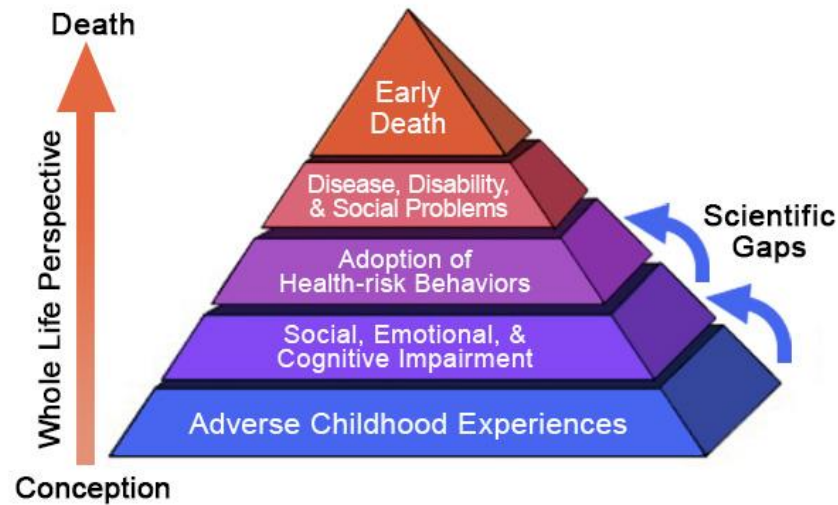 Death
Whole Life Perspective
Conception
Early
Death
Disease, Disability,
& Social Problems
Adoption of
Health-risk Behaviors
Social, Emotional, &
Cognitive Impairment
Adverse Childhood Experiences
Scientific
Gaps